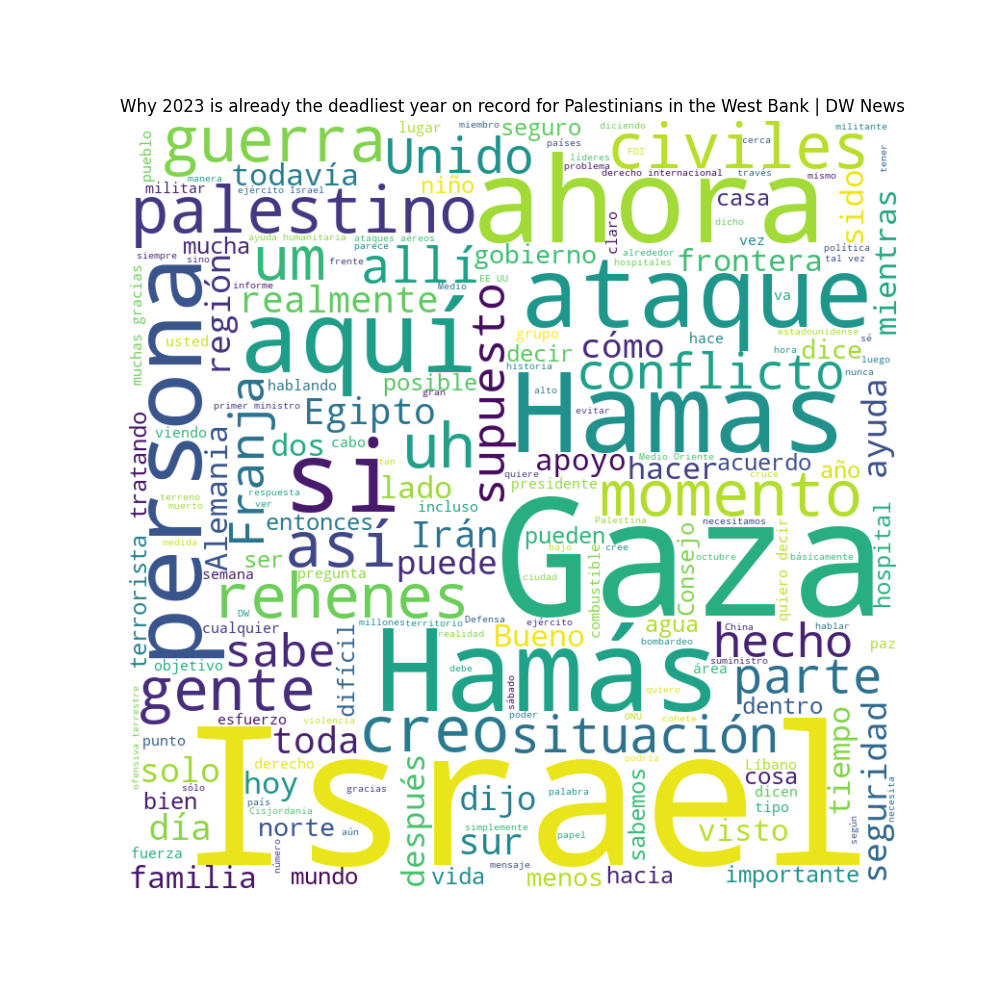 Why 2023 is already the deadliest year on record for Palestinians in the West Bank | DW News
guerra
Unido
lugar
miembro
seguro
diciendo
países
líderes
problema
FDI
civiles
cerca
militante
tener
pueblo
todavía
manera
militar
ejército Israel
niño
derecho internacional
través
mismo
sidos
palestino
ahora
casa
dicho
claro
mientras
siempre
sino
mucha
ayuda humanitaria
ataques aéreos
parece
frente
um
allí
gobierno
alrededor
hospitales
frontera
vez
política
tal vez
región
informe
Medio
EE UU
realmente
aquí
supuesto
ataque
va
muchas gracias
persona
usted
grupo
decir
historia
cómo
hace
estadounidense
hora
dice
sé
luego
nunca
hablando
posible
gran
conflicto
primer ministro
Franja
Egipto
alto
evitar
Hamas
ayuda
tratando
viendo
Alemania
dos
cabo
tan
si
uh
quiere
apoyo
hacer
acuerdo
Medio Oriente
cruce
año
terreno
muerto
respuesta
ver
lado
incluso
presidente
momento
entonces
Irán
Gaza
pueden
Palestina
necesitamos
medida
ser
así
puede
bajo
cree
Consejo
octubre
quiero decir
básicamente
hospital
terrorista
semana
pregunta
ciudad
combustible
rehenes
DW
cualquier
millones
territorio
Defensa
ejército
realidad
Bueno
agua
China
hablar
bombardeo
hecho
paz
objetivo
sabe
difícil
Hamás
debe
área
suministro
parte
gente
sábado
quiero
dentro
ofensiva terrestre
esfuerzo
violencia
poder
ONU
cohete
punto
toda
creo
situación
podría
tiempo
seguridad
solo
sólo
derecho
Israel
Líbano
cosa
necesita
hoy
país
gracias
después
dijo
palabra
sabemos
dicen
tipo
bien
Cisjordania
día
norte
aún
sur
simplemente
papel
visto
según
fuerza
número
mensaje
familia
mundo
vida
menos
hacia
importante